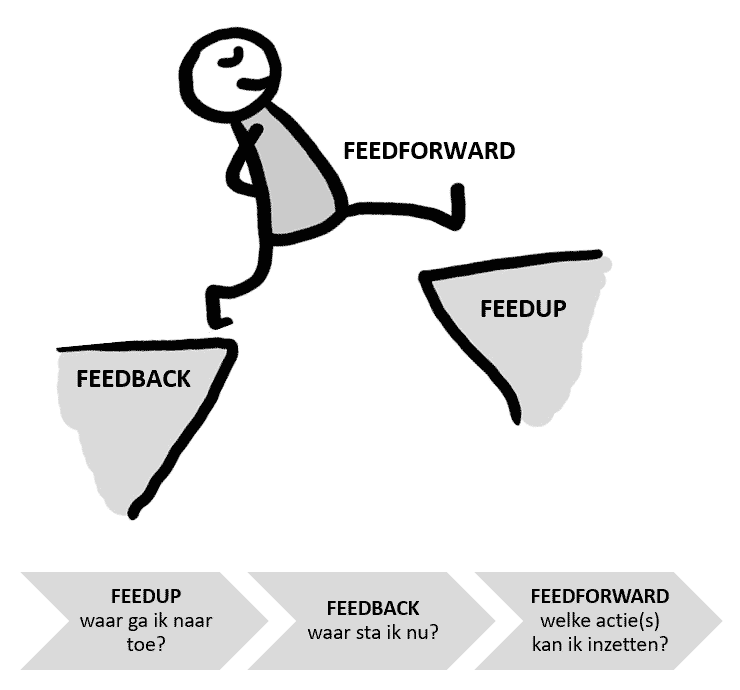 FEEDFORWARD
FEEDUP
FEEDBACK
FEEDUP
waar ga ik naar
toe?
FEEDBACK
waar sta ik nu?
FEEDFORWARD
welke actie(s)
kan ik inzetten?